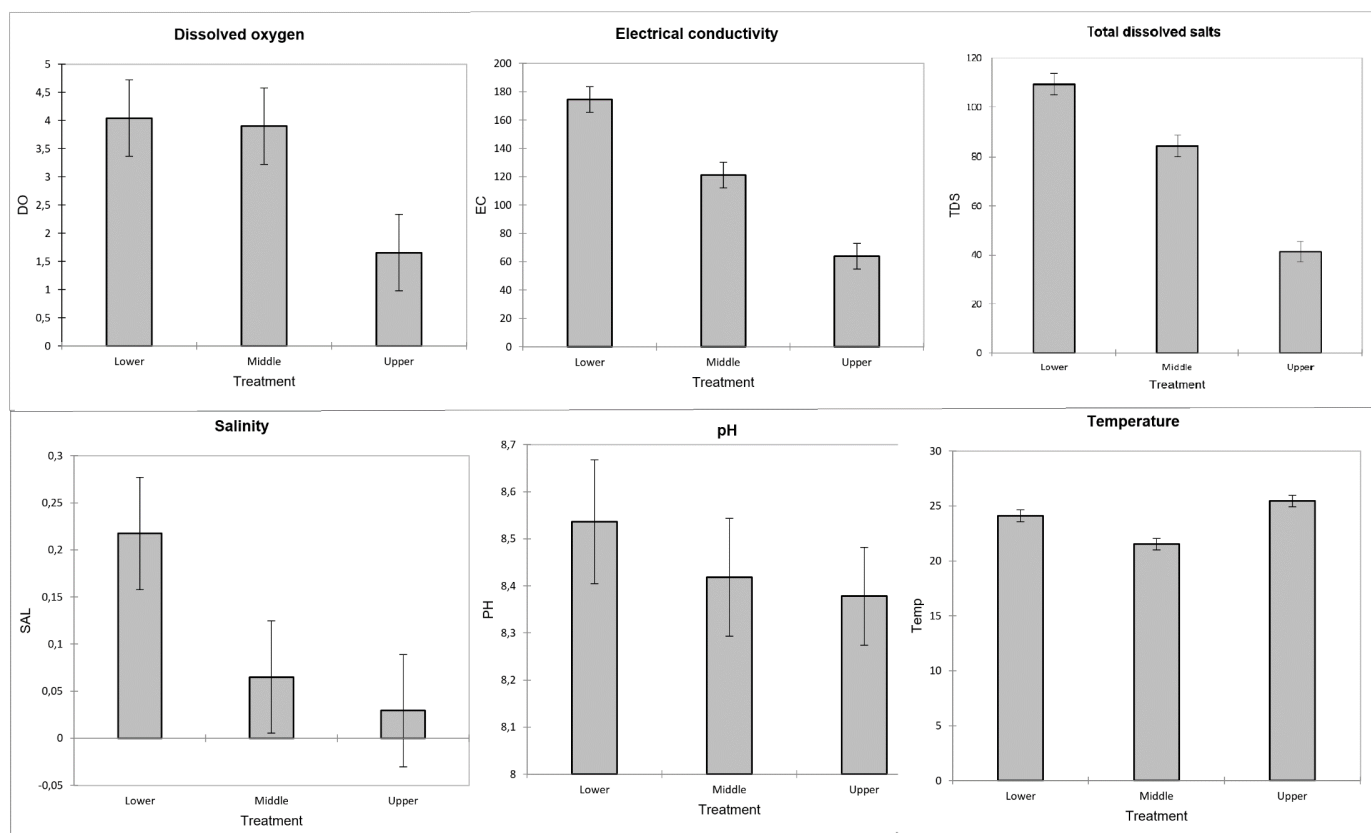 Dissolved oxygen
5
4,5
4
3,5
3
2,5
2
1,5
1
0,5
0
DO
Lower Middle Upper
Treatment
Electrical conductivity
200
180
160
140
120
100
80
60
40
20
0
EC
Lower Middle Upper
Treatment
Total dissolved salts
120
100
80
60
40
20
0
TDS
Lower Middle Upper
Treatment
Salinity
0,3
0,25
0,2
0,15
0,1
0,05
0
-0,05
SAL
Lower Middle Upper
Treatment
pH
8,7
8,6
8,5
8,4
8,3
8,2
8,1
8
PH
Lower Middle Upper
Treatment
Temperature
30
25
20
15
10
5
0
Temp
Lower Middle Upper
Treatment